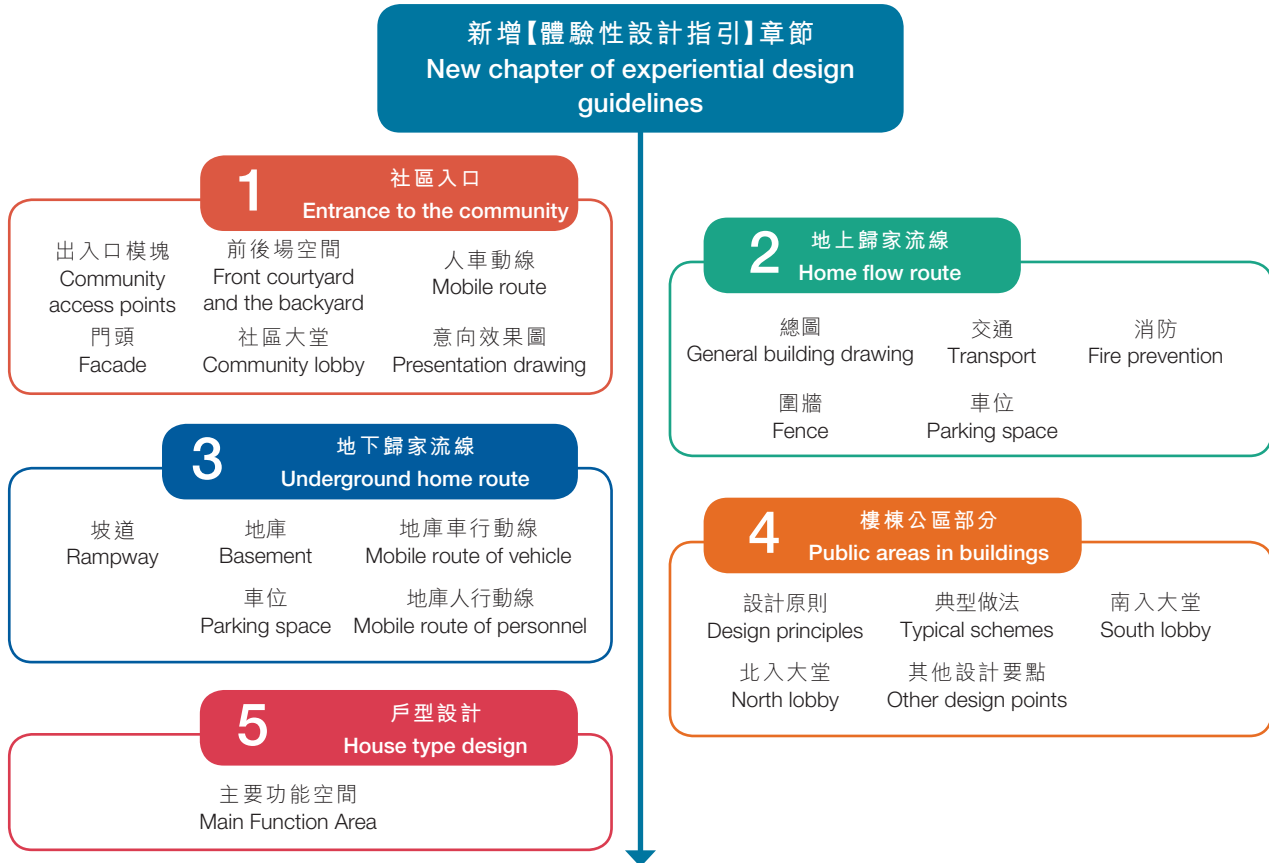 新增【體驗性設計指引】章節
New chapter of experiential design
guidelines
1
社區入口
Entrance to the community
出入口模塊
Community
access points
前後場空間
Front courtyard
and the backyard
人車動線
Mobile route
門頭
Facade
社區大堂
Community lobby
意向效果圖
Presentation drawing
2
地上歸家流線
Home flow route
總圖
General building drawing
交通
Transport
消防
Fire prevention
圍牆
Fence
車位
Parking space
3
地下歸家流線
Underground home route
坡道
Rampway
地庫
Basement
地庫車行動線
Mobile route of vehicle
車位
Parking space
地庫人行動線
Mobile route of personnel
4
樓棟公區部分
Public areas in buildings
設計原則
Design principles
典型做法
Typical schemes
南入大堂
South lobby
北入大堂
North lobby
其他設計要點
Other design points
5
戶型設計
House type design
主要功能空間
Main Function Area